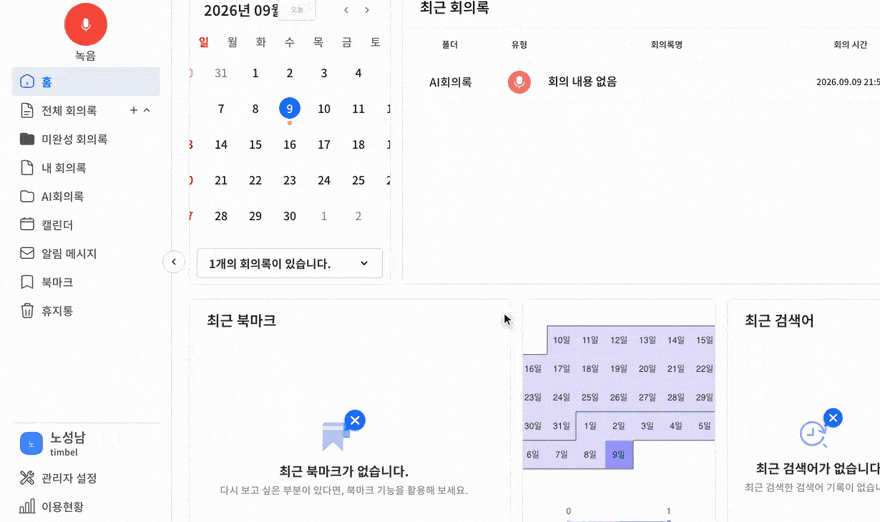 녹음
홈
전체 회의록
미완성 회의록
내 회의록
AI회의록
캘린더
알림 메시지
북마크
휴지통
노
노성남
timbel
관리자 설정
이용현황
2026년 09월
오늘
일 월 화 수 목 금 토
31 1 2 3 4
7 8 9 10 11
14 15 16 17 18
21 22 23 24 25
28 29 30 1 2
1개의 회의록이 있습니다.
최근 회의록
폴더 유형 회의록명 회의 시간
AI회의록 회의 내용 없음 2026.09.09 21:5
최근 북마크
최근 북마크가 없습니다.
다시 보고 싶은 부분이 있다면, 북마크 기능을 활용해 보세요.
10일 11일 12일 13일 14일 15일
16일 17일 18일 19일 20일 21일 22일
23일 24일 25일 26일 27일 28일 29일
30일 31일 1일 2일 3일 4일 5일
6일 7일 8일 9일
0 1
최근 검색어
최근 검색어가 없습니다
최근 검색한 검색어 기록이 없습니